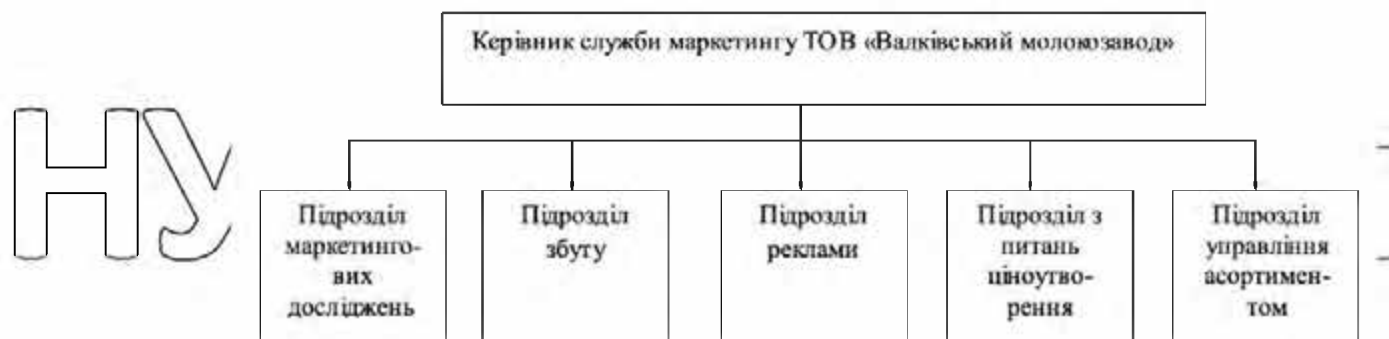 Керівник служби маркетингу ТОВ «Валківський молокозавод»
НУ
Підрозділ
маркетинго-
вих
досліджень
Підрозділ
збуту
Підрозділ
реклами
Підрозділ з
питань
ціноутво-
рення
Підрозділ
управління
асортимен-
том